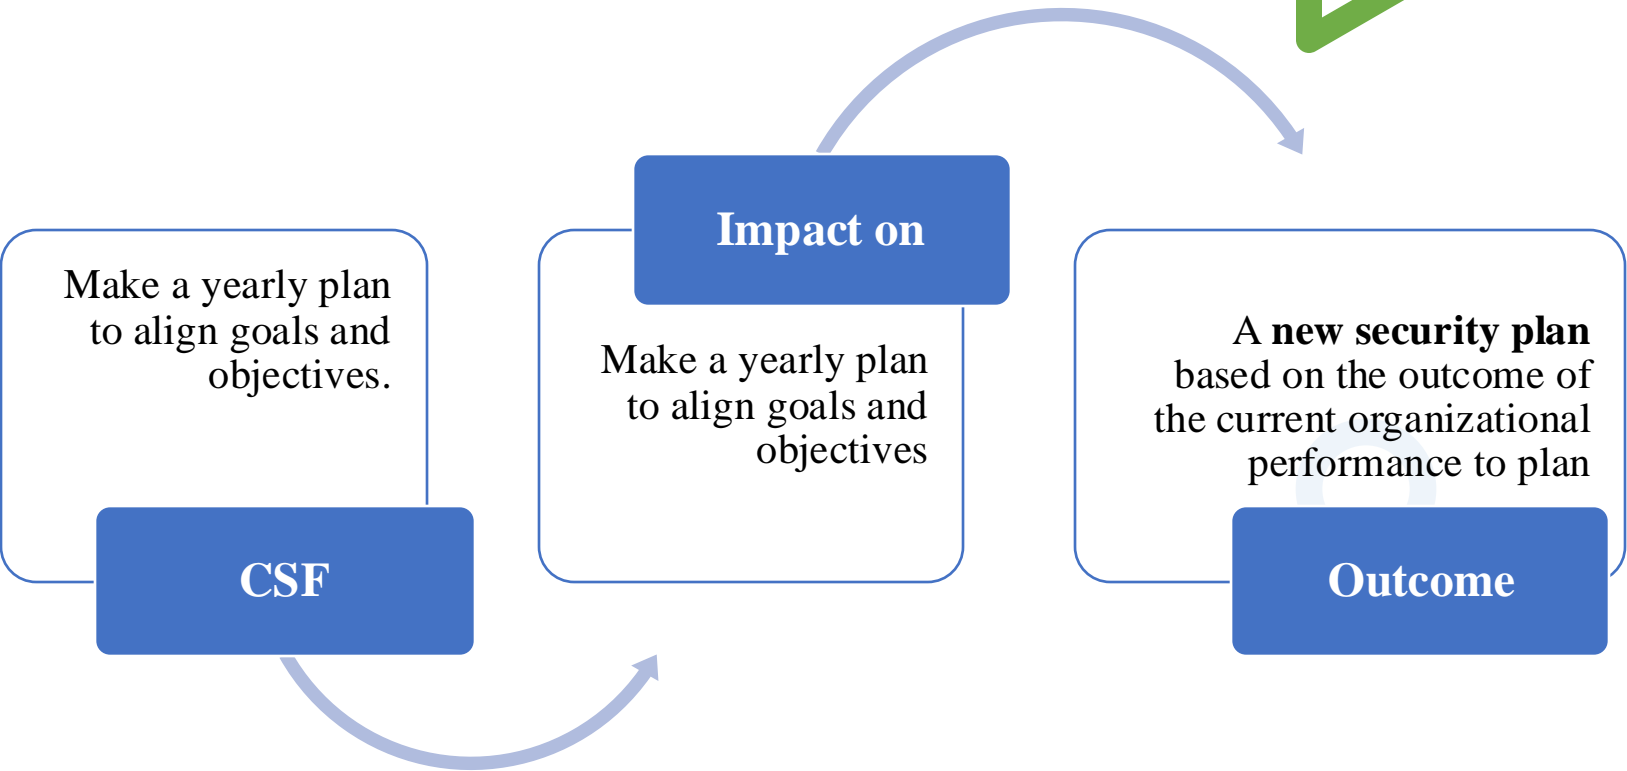 Make a yearly plan
to align goals and
objectives.
CSF
Impact on
Make a yearly plan
to align goals and
objectives
A new security plan
based on the outcome of
the current organizational
performance to plan
Outcome